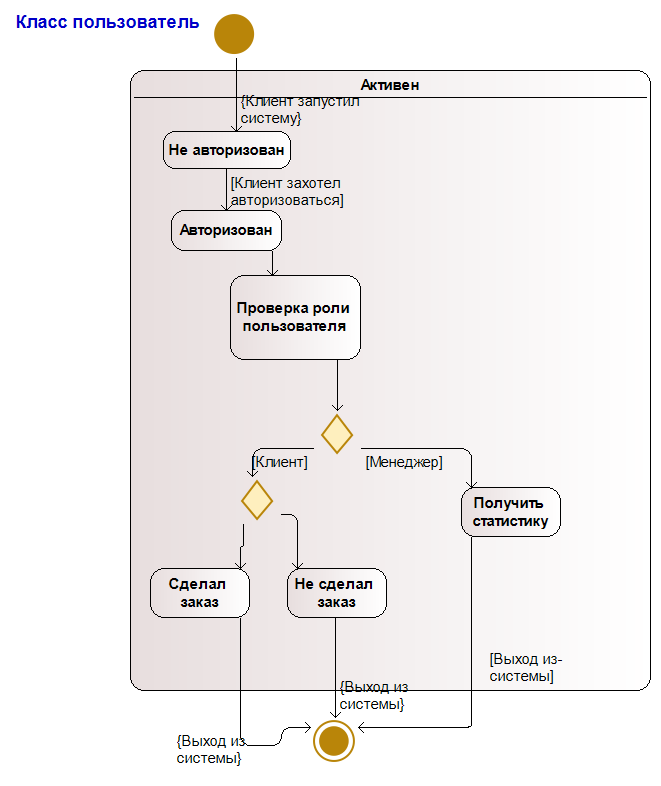 Класс пользователь
Активен
{Клиент запустил
систему}
Не авторизован
[Клиент захотел
авторизоваться]
Авторизован
Проверка роли
пользователя
[Клиент]
[Менеджер]
Получить
статистику
Сделал
заказ
Не сделал
заказ
[Выход из-
системы]
{Выход из
системы}
{Выход из
системы}